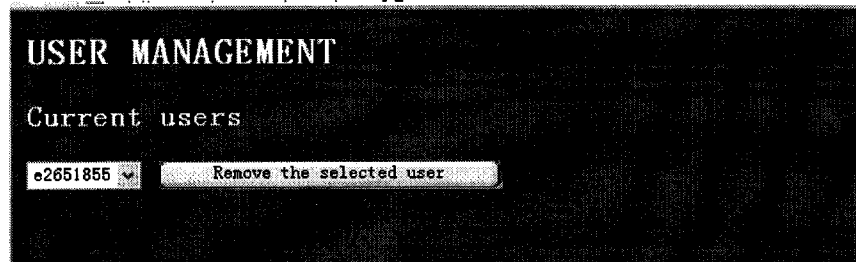 USER MANAGEMENT
Current users
e2651855 Remove the selected user